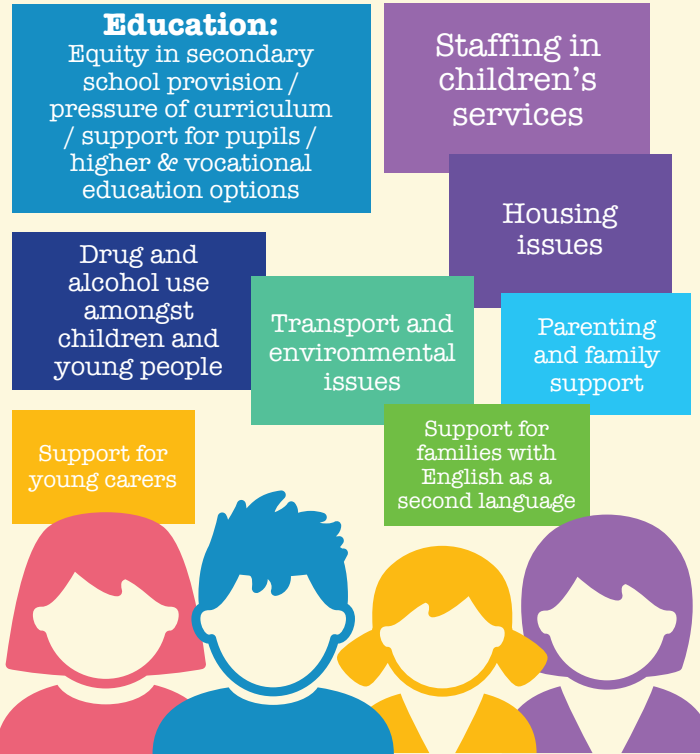 Education:
Equity in secondary
school provision /
pressure of curriculum
/ support for pupils /
higher & vocational
education options
Staffing in
children’s
services
Housing
issues
Drug and
alcohol use
amongst
children and
young people
Transport and
environmental
issues
Parenting
and family
support
Support for
young carers
Support for
families with
English as a
second language